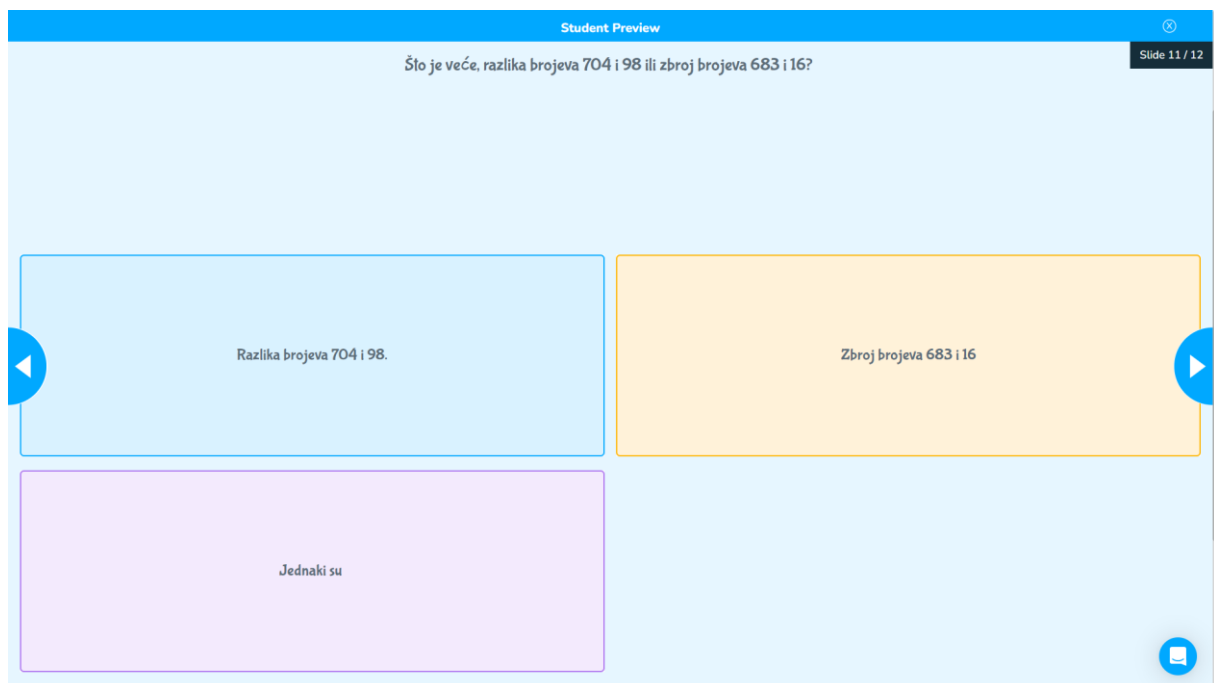 Student Preview
Slide 11 / 12
Što je veće, razlika brojeva 704 i 98 ili zbroj brojeva 683 i 16?
Razlika brojeva 704 i 98.
Zbroj brojeva 683 i 16
Jednaki su